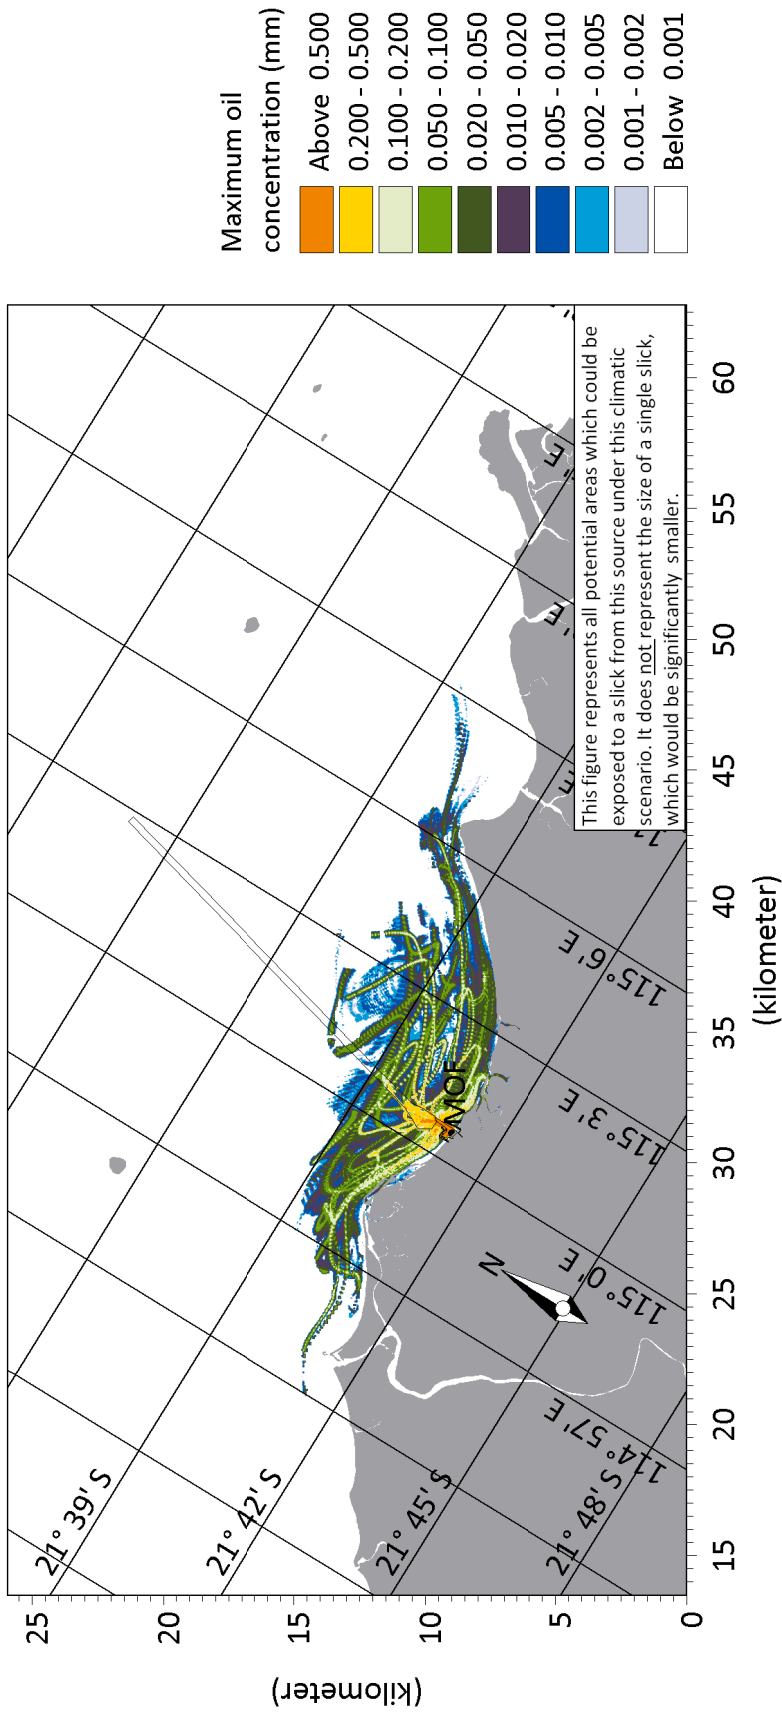 Maximum oil
concentration (mm)
Above 0.500
0.200 - 0.500
0.100 - 0.200
0.050 - 0.100
0.020 - 0.050
0.010 - 0.020
0.005 - 0.010
0.002 - 0.005
0.001 - 0.002
Below 0.001
21° 39' S
21° 42' S
21° 45' S
21° 48' S
114° 57' E
115° 0' E
115° 3' E
115° 6' E
E
'E
'E
E
11
MOF
N
This figure represents all potential areas which could be
exposed to a slick from this source under this climatic
scenario. It does not represent the size of a single slick,
which would be significantly smaller.
25
20
15
10
5
0
(kilometer)
15
20
25
30
35
40
45
50
55
60
(kilometer)